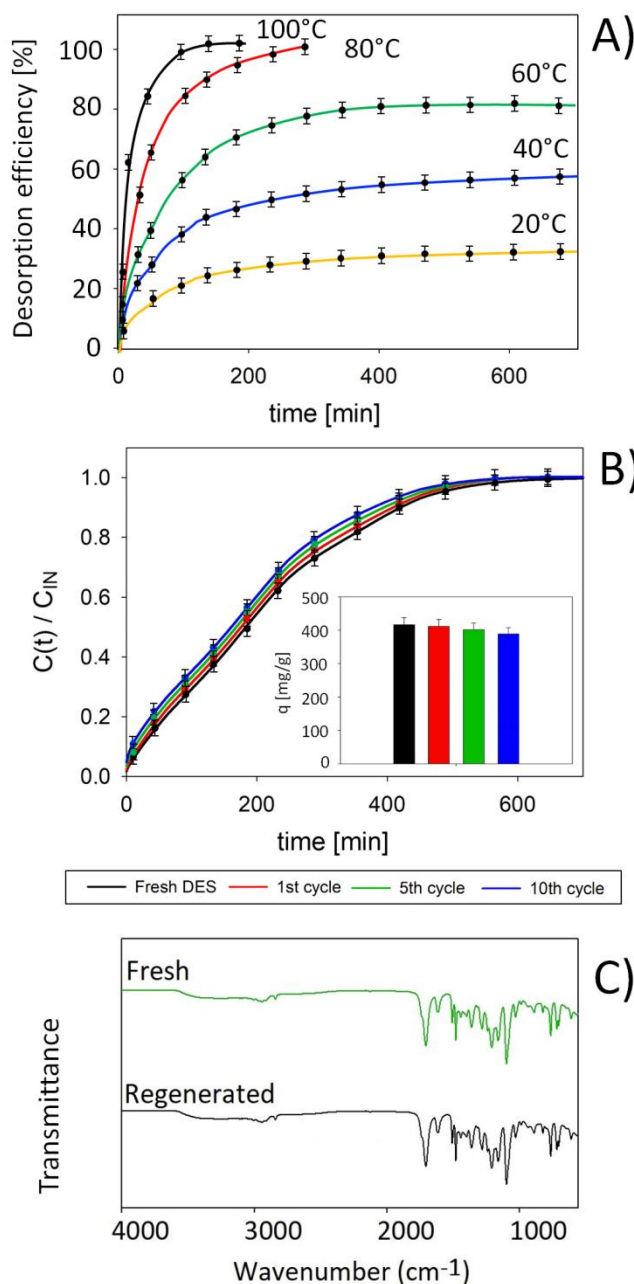 A)
100°C
80°C
60°C
40°C
20°C
Desorption efficiency [%]
100
80
60
40
20
0
0 200 400 600
time [min]
B)
C(t) / C_IN
1.0
0.8
0.6
0.4
0.2
0.0
q [mg/g]
500
400
300
200
100
0
0 200 400 600
time [min]
Fresh DES 1st cycle 5th cycle 10th cycle
C)
Fresh
Regenerated
Transmittance
4000 3000 2000 1000
Wavenumber (cm⁻¹)